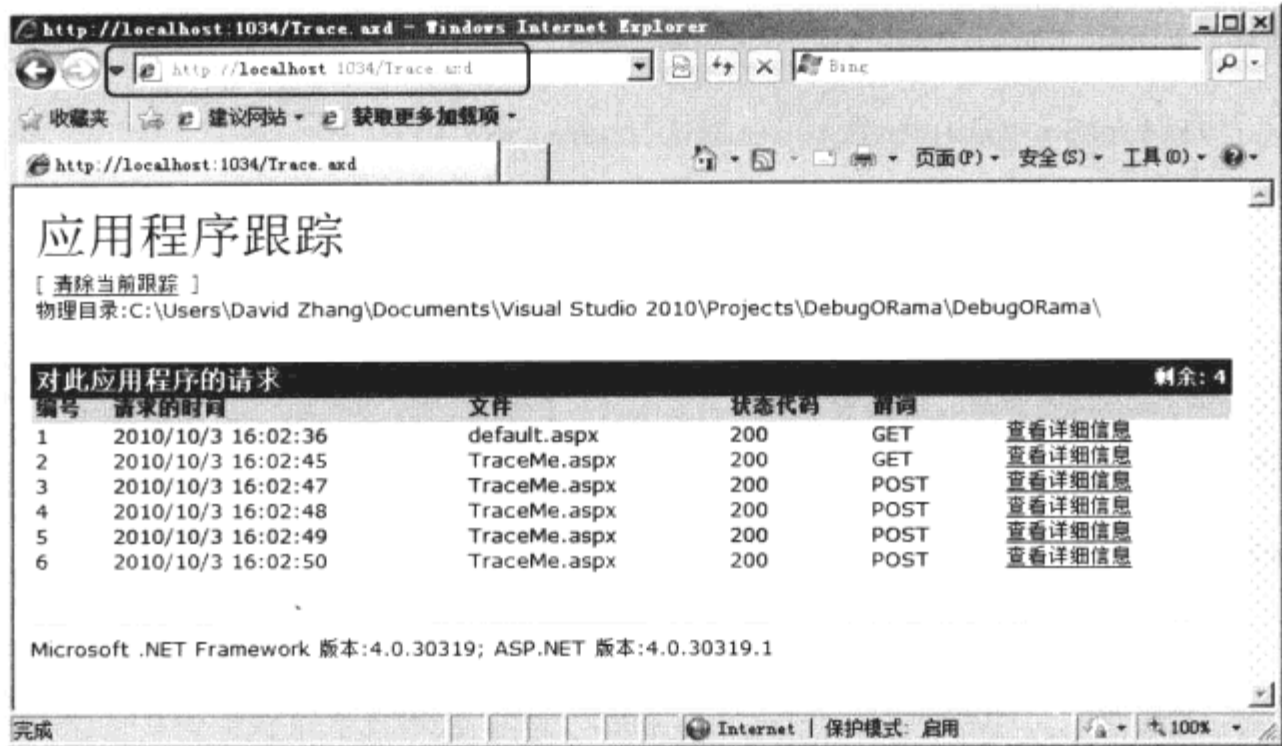 http://localhost:1034/Trace.axd - Windows Internet Explorer
http://localhost:1034/Trace.axd
Bing
收藏夹 建议网站 获取更多加载项
http://localhost:1034/Trace.axd 页面(P) 安全(S) 工具(O)
应用程序跟踪
[ 清除当前跟踪 ]
物理目录:C:\Users\David Zhang\Documents\Visual Studio 2010\Projects\DebugORama\DebugORama\
对此应用程序的请求 剩余: 4
编号 请求的时间 文件 状态代码 谓词
1 2010/10/3 16:02:36 default.aspx 200 GET 查看详细信息
2 2010/10/3 16:02:45 TraceMe.aspx 200 GET 查看详细信息
3 2010/10/3 16:02:47 TraceMe.aspx 200 POST 查看详细信息
4 2010/10/3 16:02:48 TraceMe.aspx 200 POST 查看详细信息
5 2010/10/3 16:02:49 TraceMe.aspx 200 POST 查看详细信息
6 2010/10/3 16:02:50 TraceMe.aspx 200 POST 查看详细信息
Microsoft .NET Framework 版本:4.0.30319; ASP.NET 版本:4.0.30319.1
完成 Internet | 保护模式: 启用 100%